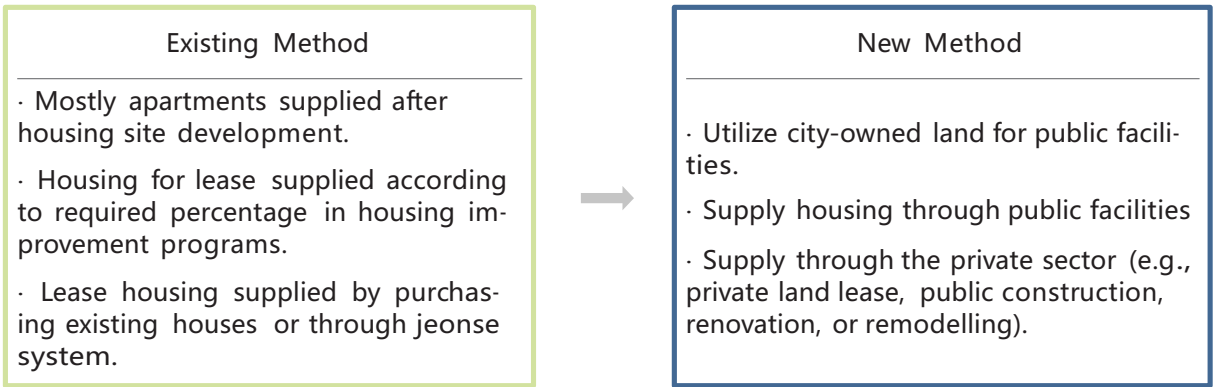 Existing Method
· Mostly apartments supplied after
housing site development.
· Housing for lease supplied according
to required percentage in housing im-
provement programs.
· Lease housing supplied by purchas-
ing existing houses or through jeonse
system.
New Method
· Utilize city-owned land for public facili-
ties.
· Supply housing through public facilities
· Supply through the private sector (e.g.,
private land lease, public construction,
renovation, or remodelling).